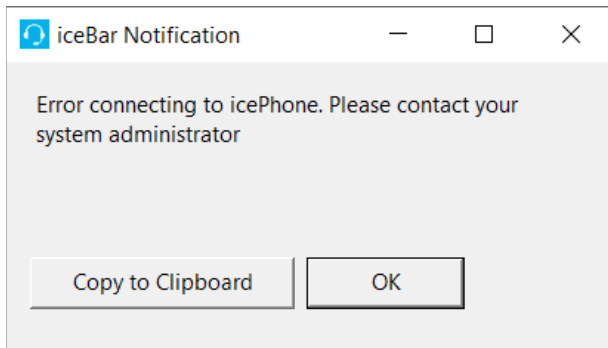 iceBar Notification
Error connecting to icePhone. Please contact your
system administrator
Copy to Clipboard
OK